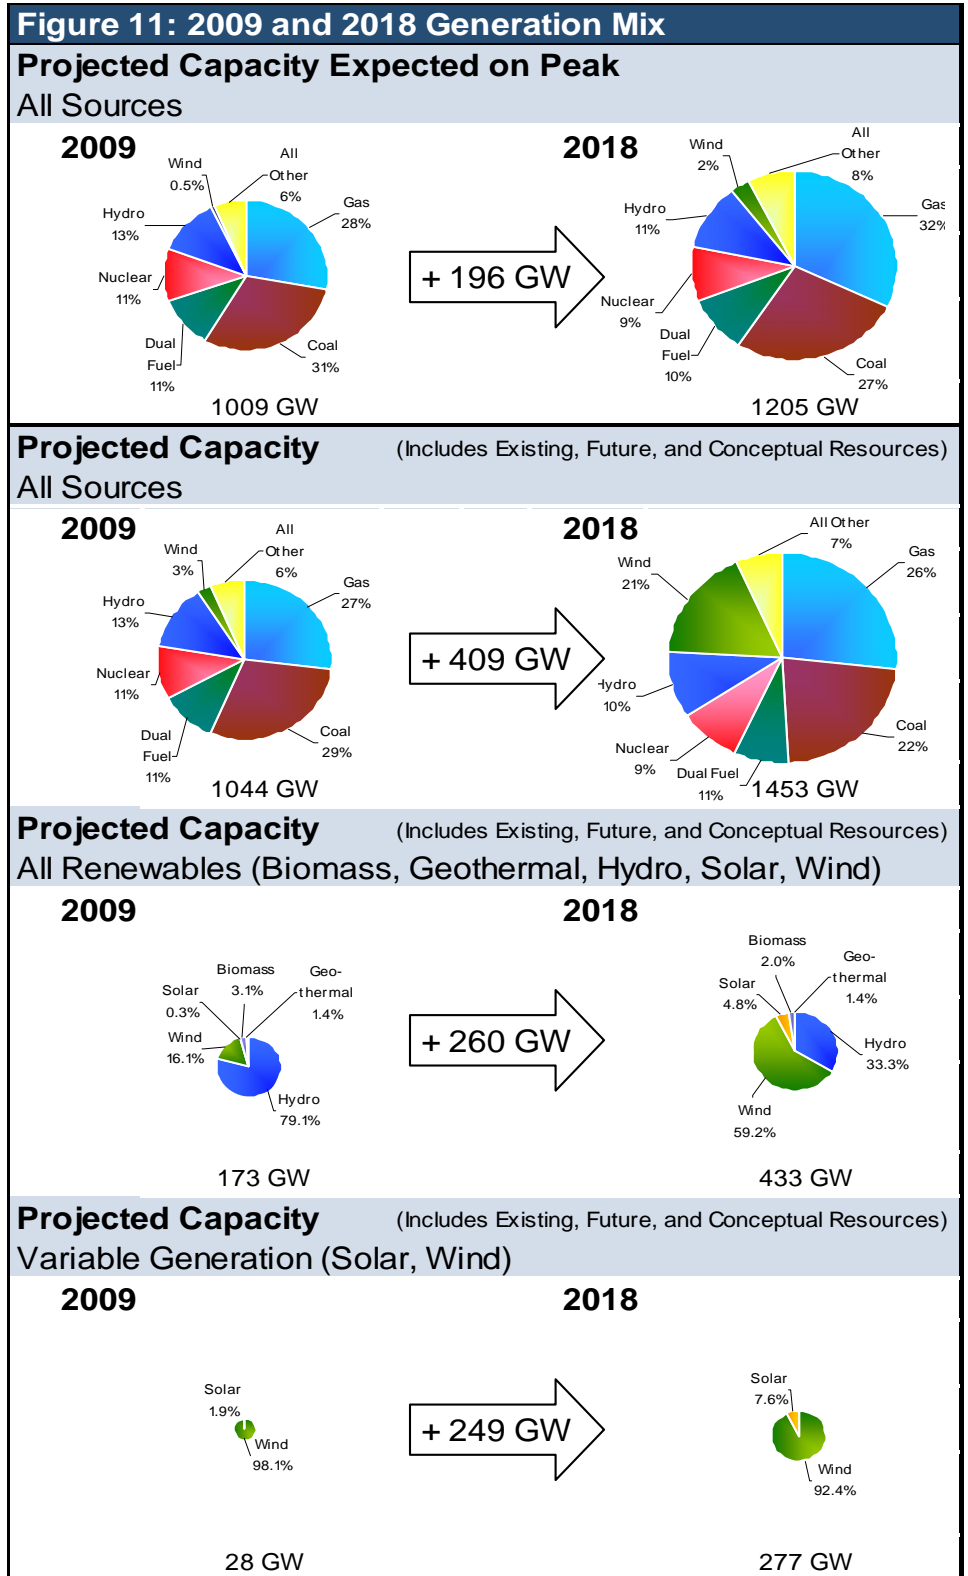 Figure 11: 2009 and 2018 Generation Mix
Projected Capacity Expected on Peak
All Sources
2009
Wind
0.5%
All
Other
6%
Gas
28%
Hydro
13%
Nuclear
11%
Dual
Fuel
11%
Coal
31%
1009 GW
+ 196 GW
2018
Wind
2%
All
Other
8%
Gas
32%
Hydro
11%
Nuclear
9%
Dual
Fuel
10%
Coal
27%
1205 GW
Projected Capacity (Includes Existing, Future, and Conceptual Resources)
All Sources
2009
Wind
3%
All
Other
6%
Gas
27%
Hydro
13%
Nuclear
11%
Dual
Fuel
11%
Coal
29%
1044 GW
+ 409 GW
2018
All Other
7%
Wind
21%
Gas
26%
Hydro
10%
Nuclear
9%
Dual Fuel
11%
Coal
22%
1453 GW
Projected Capacity (Includes Existing, Future, and Conceptual Resources)
All Renewables (Biomass, Geothermal, Hydro, Solar, Wind)
2009
Biomass
3.1%
Geo-
thermal
1.4%
Solar
0.3%
Wind
16.1%
Hydro
79.1%
173 GW
+ 260 GW
2018
Biomass
2.0%
Geo-
thermal
1.4%
Solar
4.8%
Hydro
33.3%
Wind
59.2%
433 GW
Projected Capacity (Includes Existing, Future, and Conceptual Resources)
Variable Generation (Solar, Wind)
2009
Solar
1.9%
Wind
98.1%
28 GW
+ 249 GW
2018
Solar
7.6%
Wind
92.4%
277 GW